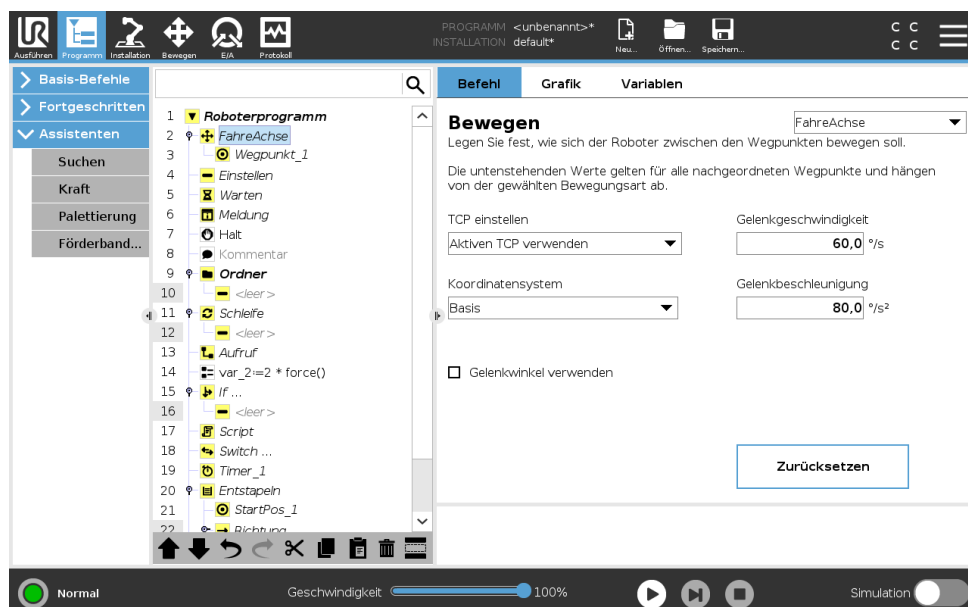 UR
PROGRAMM <unbenannt>*
INSTALLATION default*
C C
C C
Ausführen Programm Installation Bewegen E/A Protokoll Neu... Öffnen... Speichern...
Basis-Befehle
Fortgeschritten
Assistenten
Suchen
Kraft
Palettierung
Förderband...
1 Roboterprogramm
2 FahreAchse
3 Wegpunkt_1
4 Einstellen
5 Warten
6 Meldung
7 Halt
8 Kommentar
9 Ordner
10 <leer>
11 Schleife
12 <leer>
13 Aufruf
14 var_2:=2 * force()
15 If ...
16 <leer>
17 Script
18 Switch ...
19 Timer_1
20 Entstapeln
21 StartPos_1
22 Richtung
Befehl Grafik Variablen
Bewegen FahreAchse
Legen Sie fest, wie sich der Roboter zwischen den Wegpunkten bewegen soll.
Die untenstehenden Werte gelten für alle nachgeordneten Wegpunkte und hängen
von der gewählten Bewegungsart ab.
TCP einstellen Gelenkgeschwindigkeit
Aktiven TCP verwenden 60,0 °/s
Koordinatensystem Gelenkbeschleunigung
Basis 80,0 °/s²
Gelenkwinkel verwenden
Zurücksetzen
Normal Geschwindigkeit 100% Simulation